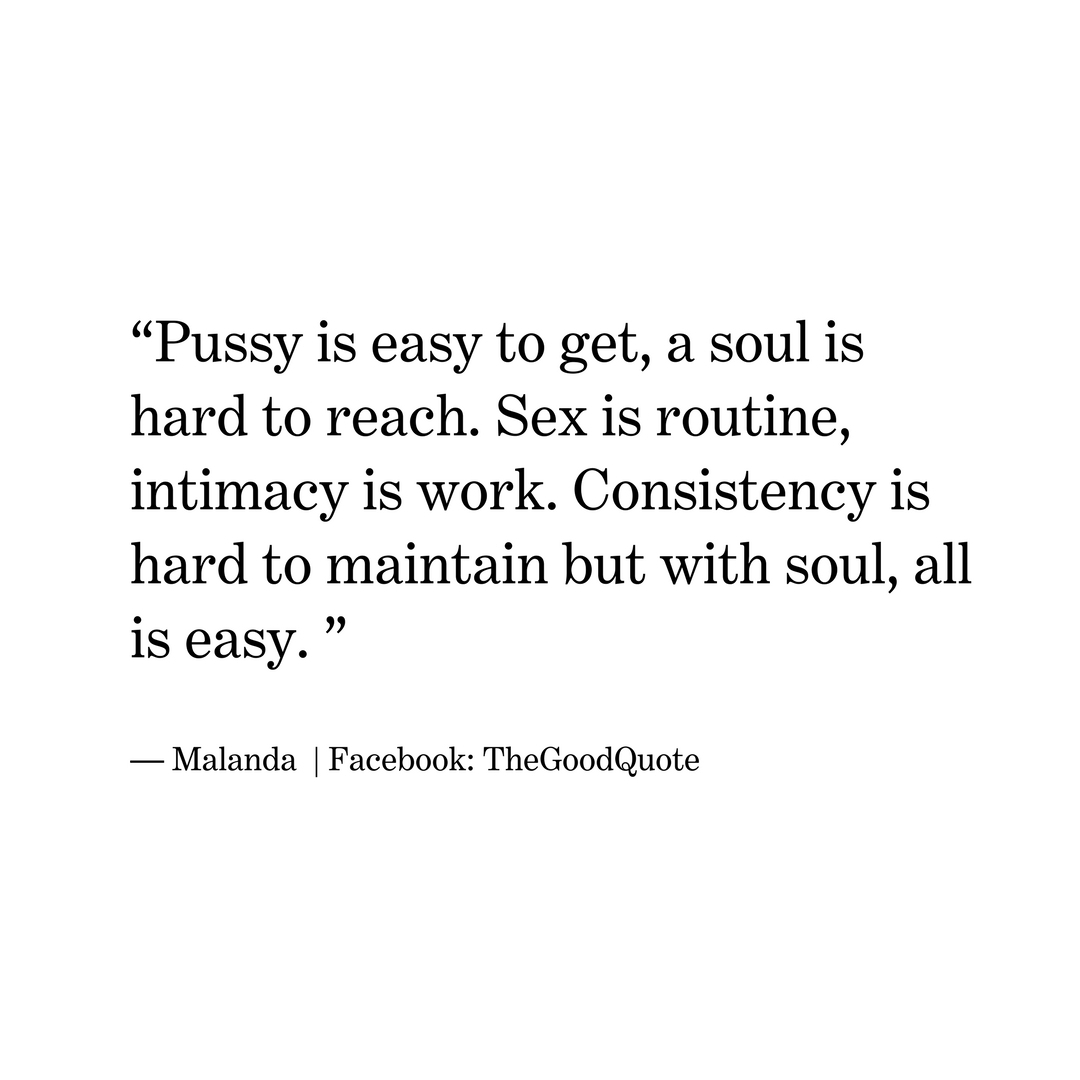 “Pussy is easy to get, a soul is
hard to reach. Sex is routine,
intimacy is work. Consistency is
hard to maintain but with soul, all
is easy. ”
— Malanda | Facebook: TheGoodQuote